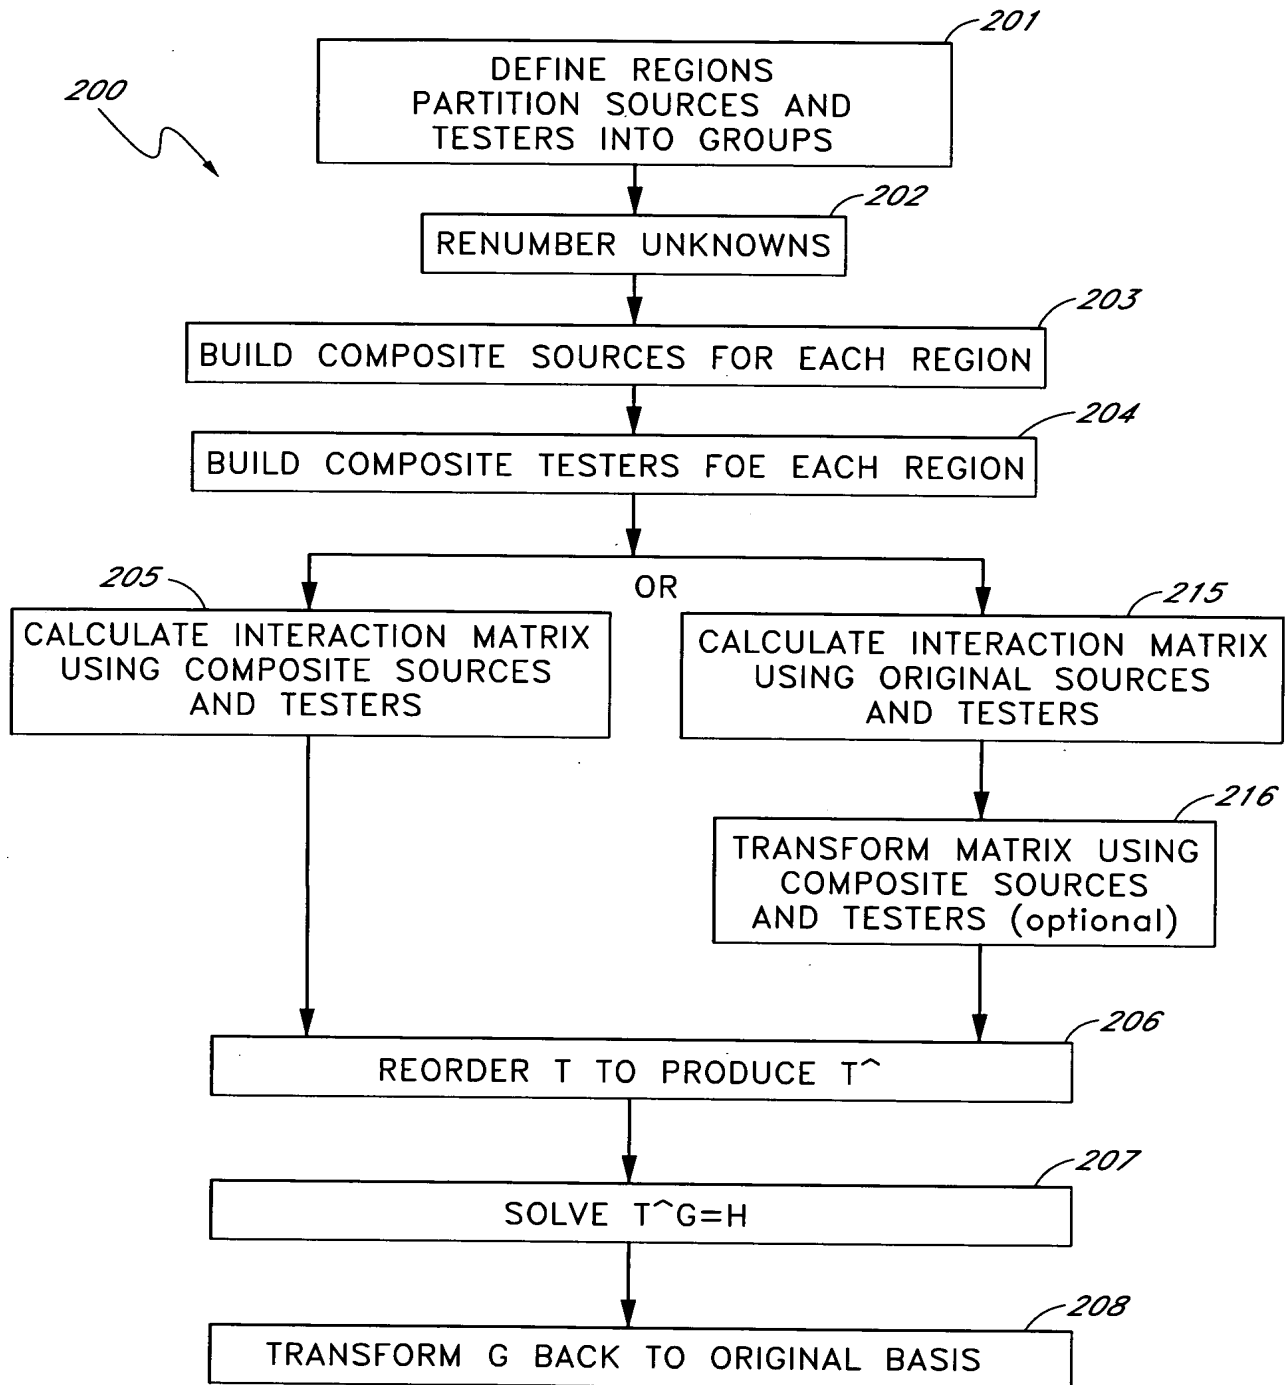 201
DEFINE REGIONS
PARTITION SOURCES AND
TESTERS INTO GROUPS
200
202
RENUMBER UNKNOWNS
203
BUILD COMPOSITE SOURCES FOR EACH REGION
204
BUILD COMPOSITE TESTERS FOE EACH REGION
OR
205
CALCULATE INTERACTION MATRIX
USING COMPOSITE SOURCES
AND TESTERS
215
CALCULATE INTERACTION MATRIX
USING ORIGINAL SOURCES
AND TESTERS
216
TRANSFORM MATRIX USING
COMPOSITE SOURCES
AND TESTERS (optional)
206
REORDER T TO PRODUCE T^
207
SOLVE T^G=H
208
TRANSFORM G BACK TO ORIGINAL BASIS